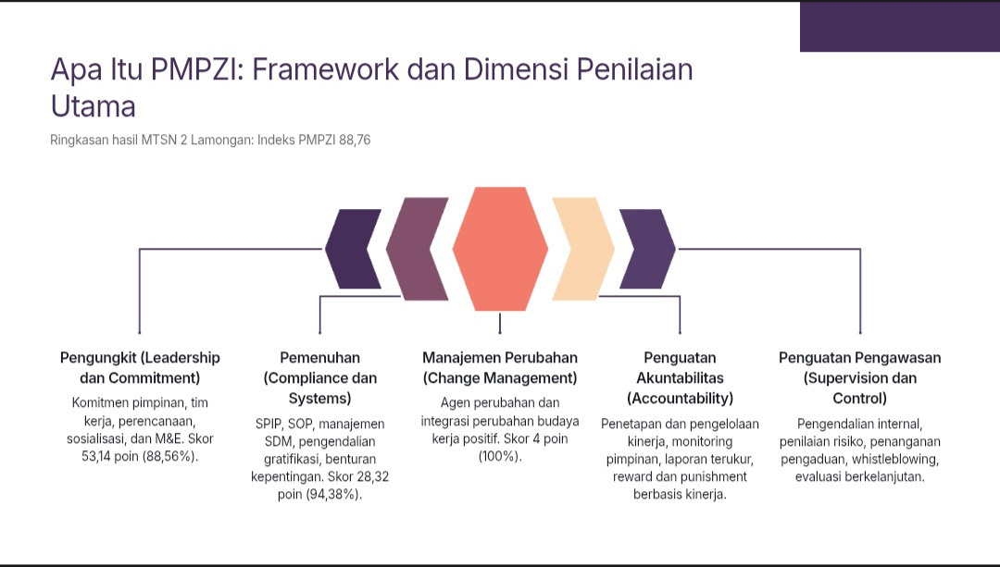 Apa Itu PMPZI: Framework dan Dimensi Penilaian
Utama
Ringkasan hasil MTSN 2 Lamongan: Indeks PMPZI 88,76
Pengungkit (Leadership
dan Commitment)
Komitmen pimpinan, tim
kerja, perencanaan,
sosialisasi, dan M&E. Skor
53,14 poin (88,56%).
Pemenuhan
(Compliance dan
Systems)
SPIP, SOP, manajemen
SDM, pengendalian
gratifikasi, benturan
kepentingan. Skor 28,32
poin (94,38%).
Manajemen Perubahan
(Change Management)
Agen perubahan dan
integrasi perubahan budaya
kerja positif. Skor 4 poin
(100%).
Penguatan
Akuntabilitas
(Accountability)
Penetapan dan pengelolaan
kinerja, monitoring
pimpinan, laporan terukur,
reward dan punishment
berbasis kinerja.
Penguatan Pengawasan
(Supervision dan
Control)
Pengendalian internal,
penilaian risiko, penanganan
pengaduan, whistleblowing,
evaluasi berkelanjutan.